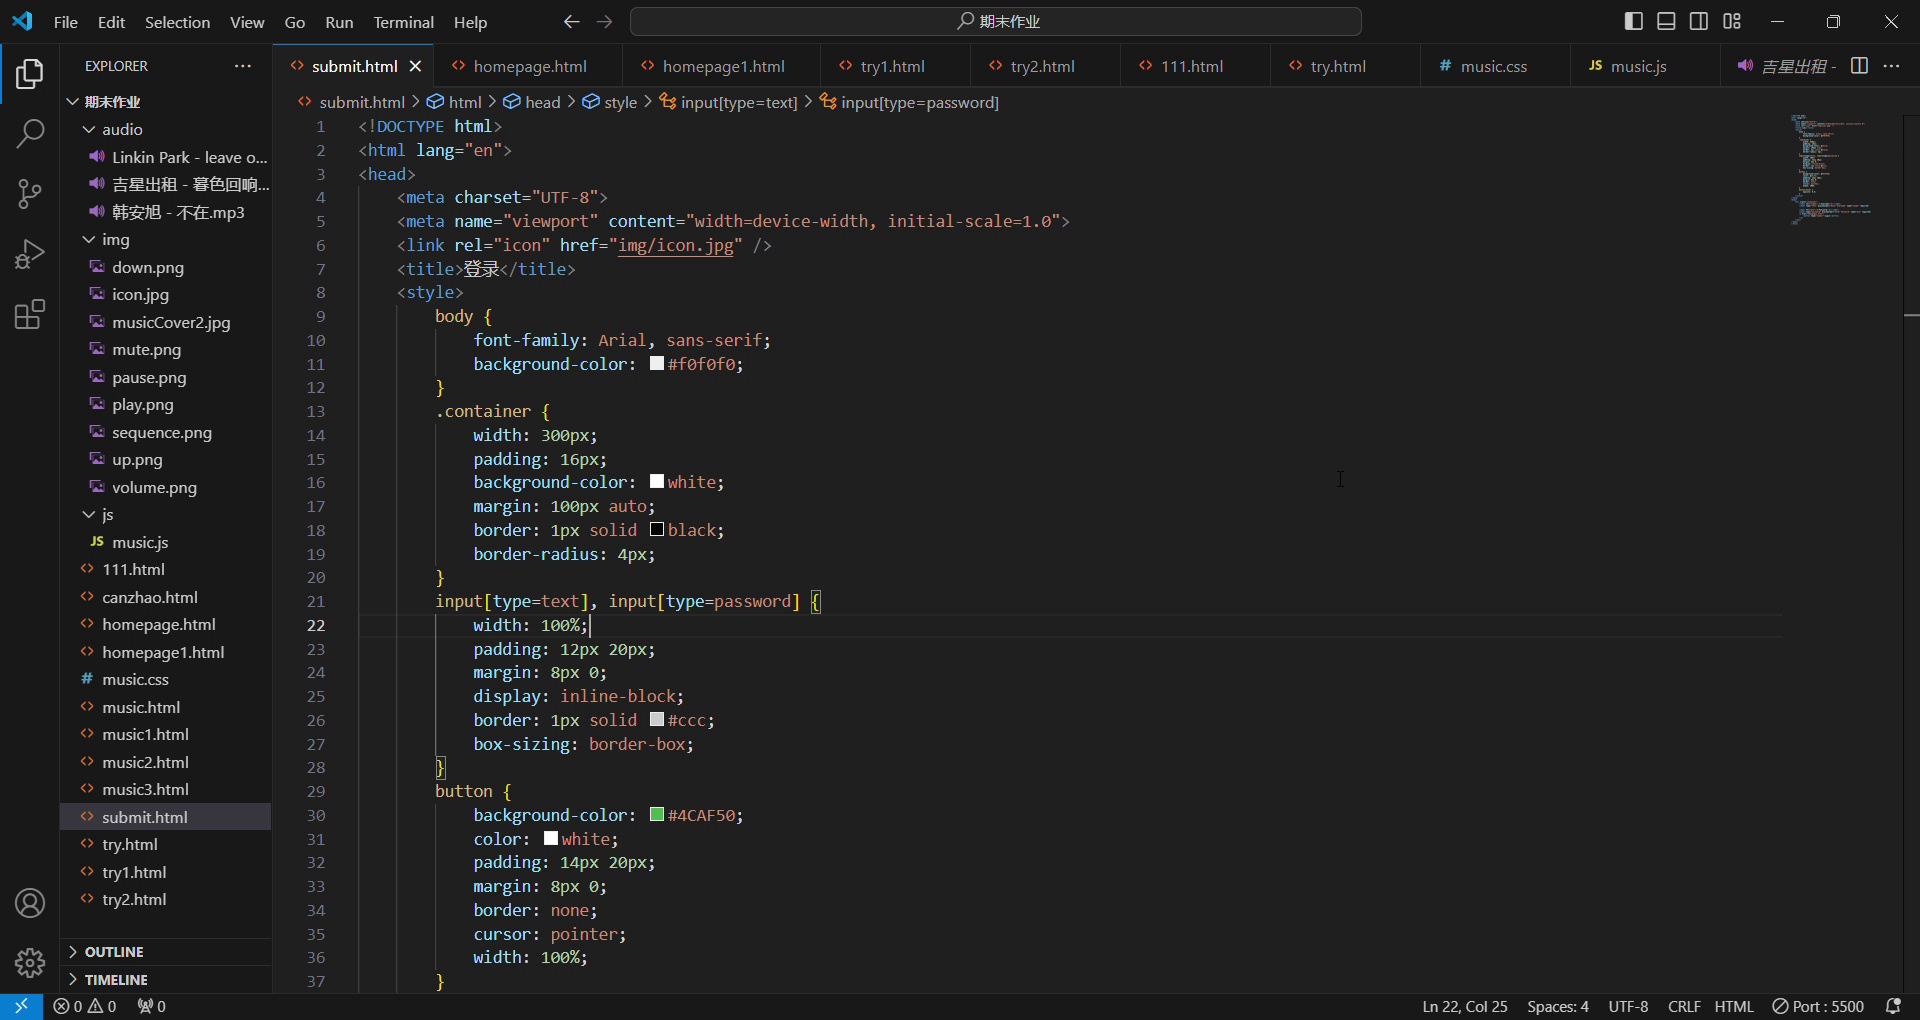 File Edit Selection View Go Run Terminal Help
期末作业
EXPLORER
期末作业
audio
Linkin Park - leave o...
吉星出租 - 暮色回响...
韩安旭 - 不在.mp3
img
down.png
icon.jpg
musicCover2.jpg
mute.png
pause.png
play.png
sequence.png
up.png
volume.png
js
JS music.js
111.html
canzhao.html
homepage.html
homepage1.html
# music.css
music.html
music1.html
music2.html
music3.html
submit.html
try.html
try1.html
try2.html
OUTLINE
TIMELINE
submit.html homepage.html homepage1.html try1.html try2.html 111.html try.html # music.css JS music.js 吉星出租 -
submit.html > html > head > style > input[type=text] > input[type=password]
1 <!DOCTYPE html>
2 <html lang="en">
3 <head>
4 <meta charset="UTF-8">
5 <meta name="viewport" content="width=device-width, initial-scale=1.0">
6 <link rel="icon" href="img/icon.jpg" />
7 <title>登录</title>
8 <style>
9 body {
10 font-family: Arial, sans-serif;
11 background-color: #f0f0f0;
12 }
13 .container {
14 width: 300px;
15 padding: 16px;
16 background-color: white;
17 margin: 100px auto;
18 border: 1px solid black;
19 border-radius: 4px;
20 }
21 input[type=text], input[type=password] {
22 width: 100%;
23 padding: 12px 20px;
24 margin: 8px 0;
25 display: inline-block;
26 border: 1px solid #ccc;
27 box-sizing: border-box;
28 }
29 button {
30 background-color: #4CAF50;
31 color: white;
32 padding: 14px 20px;
33 margin: 8px 0;
34 border: none;
35 cursor: pointer;
36 width: 100%;
37 }
0 0 0
Ln 22, Col 25 Spaces: 4 UTF-8 CRLF HTML Port : 5500